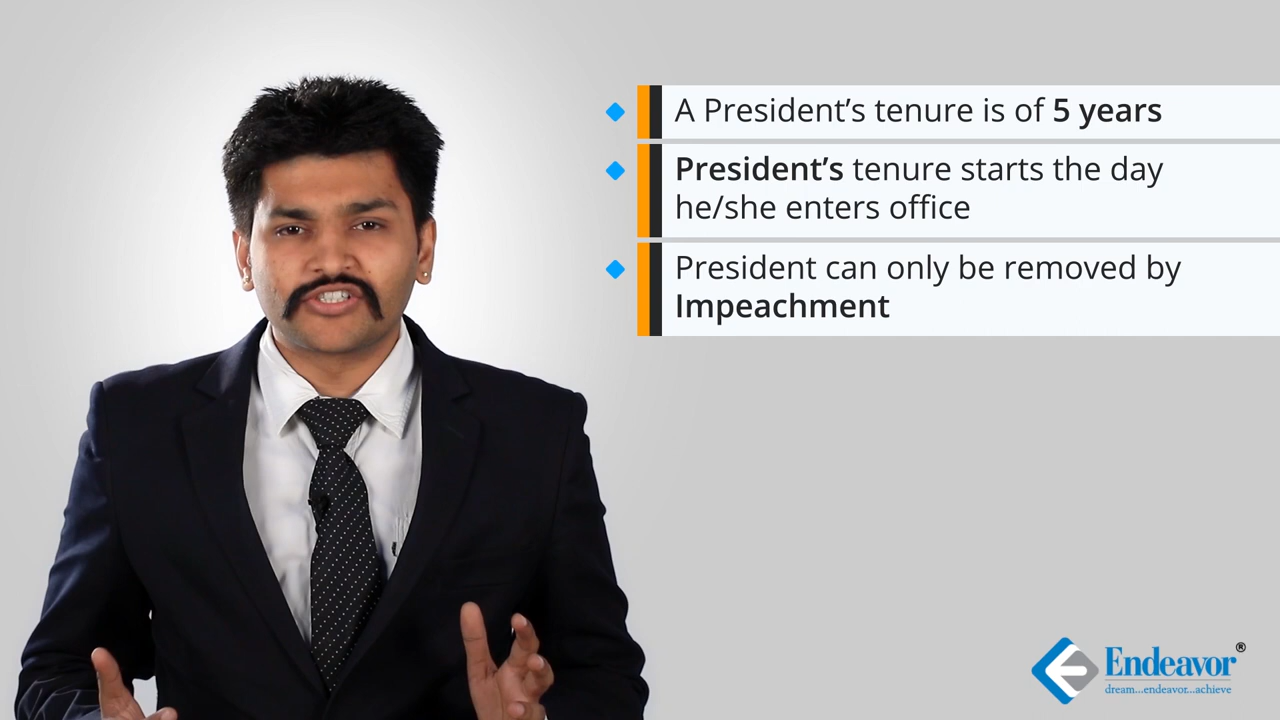 A President’s tenure is of 5 years
President’s tenure starts the day
he/she enters office
President can only be removed by
Impeachment
Endeavor®
dream...endeavor...achieve